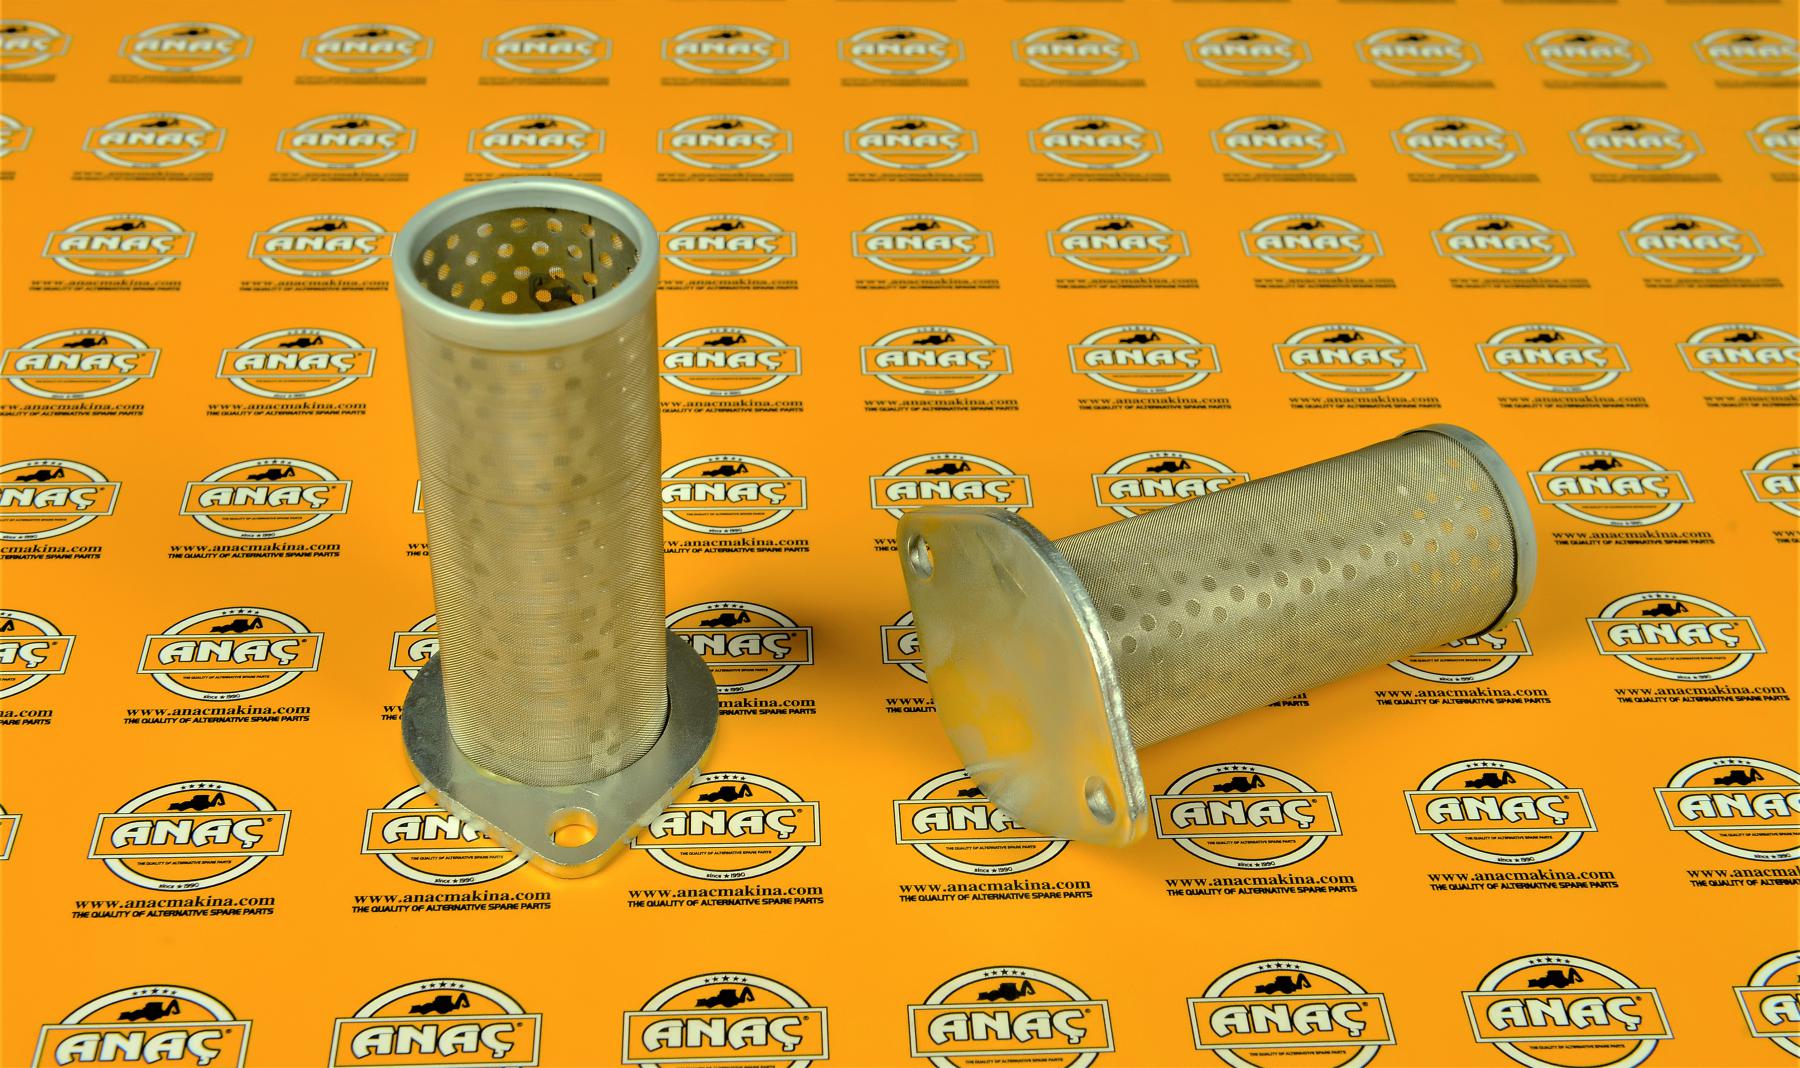 ANAÇ®
THE QUALITY OF ALTERNATIVE SPARE PARTS
since ★ 1990
www.anacmakina.com
THE QUALITY OF ALTERNATIVE SPARE PARTS